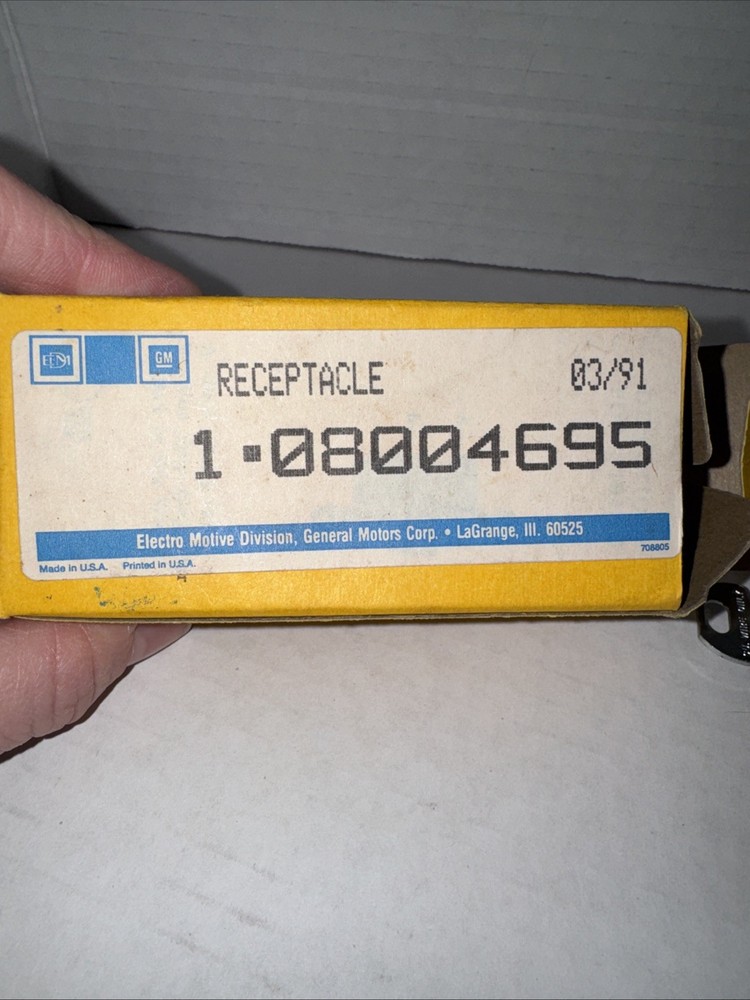 EMD GM
RECEPTACLE 03/91
1·08004695
Electro Motive Division, General Motors Corp. • LaGrange, Ill. 60525
708805
Made in U.S.A. Printed in U.S.A.